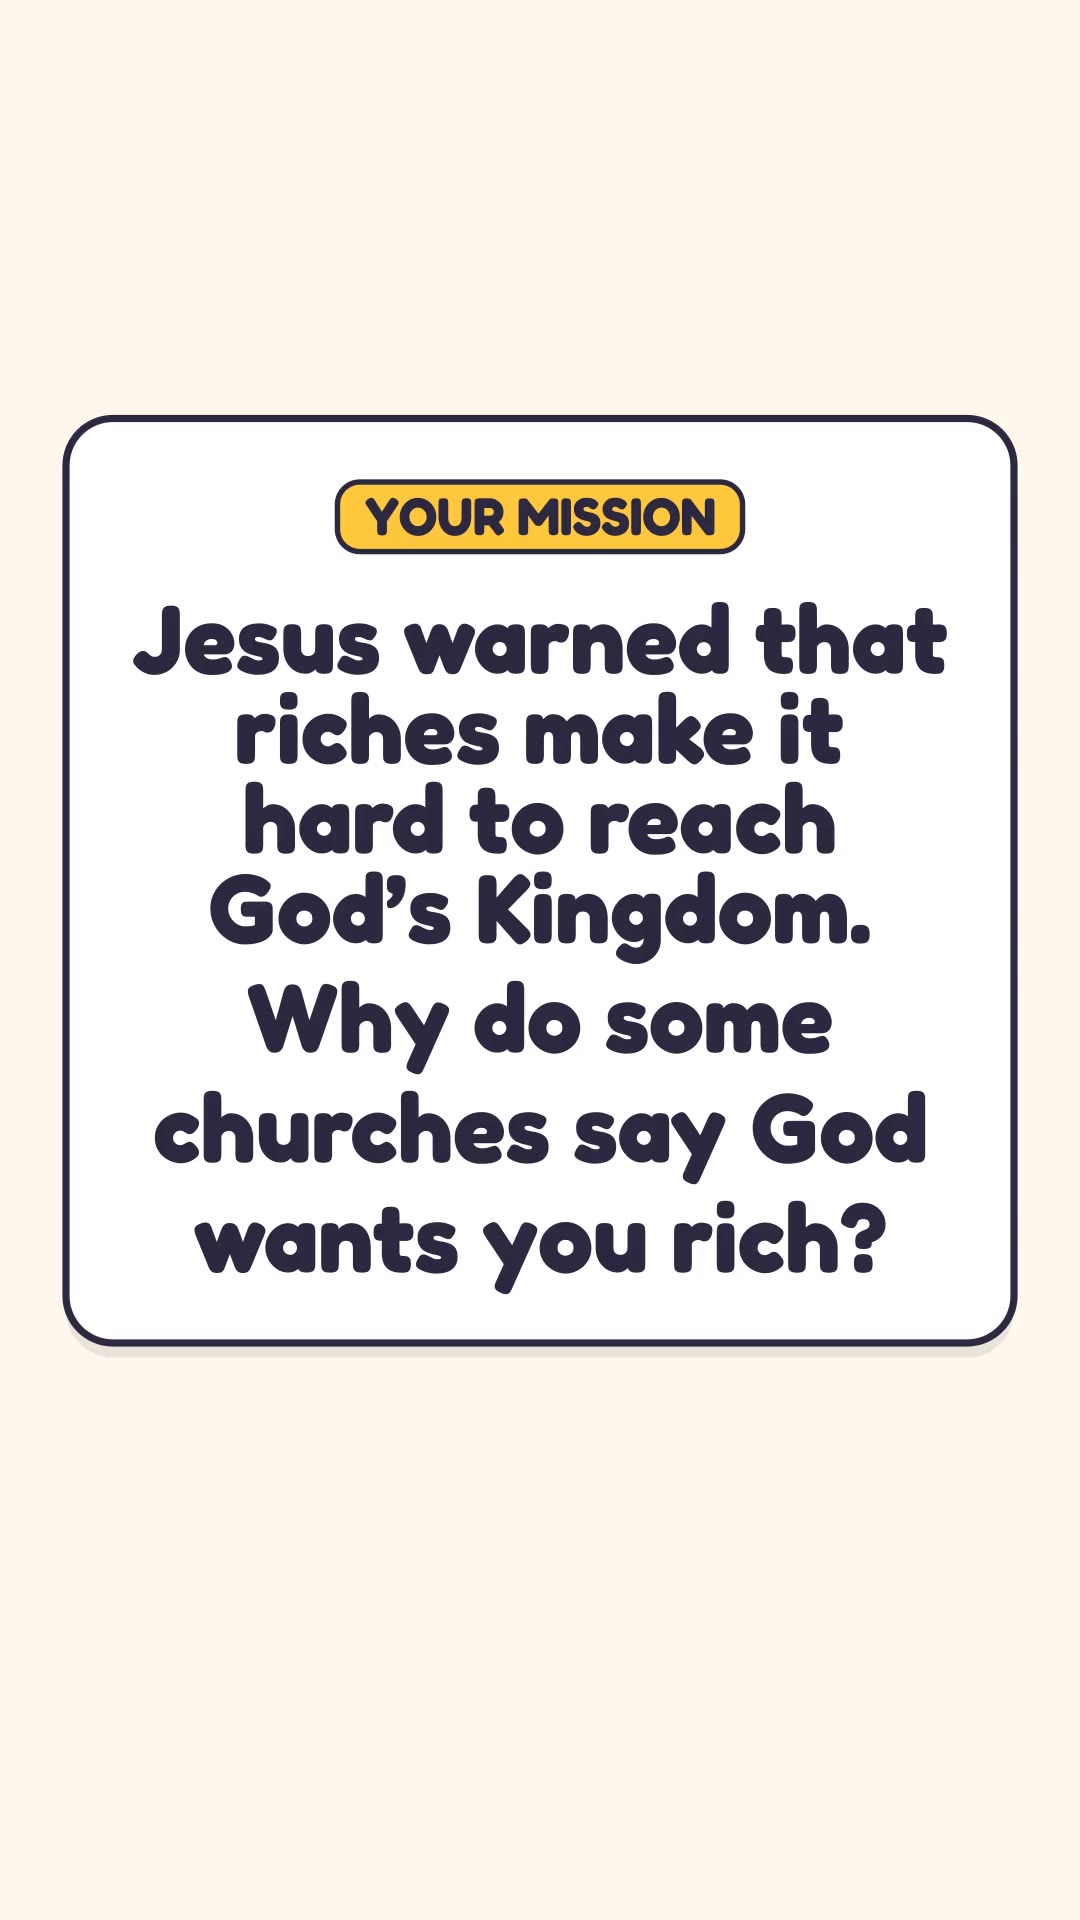 YOUR MISSION
Jesus warned that
riches make it
hard to reach
God’s Kingdom.
Why do some
churches say God
wants you rich?